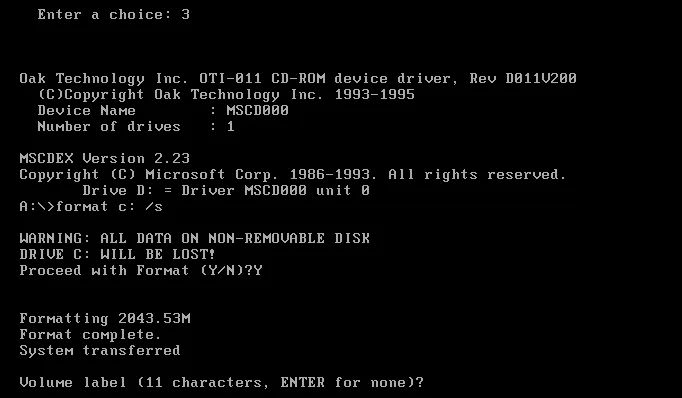 Enter a choice: 3
Oak Technology Inc. OTI-011 CD-ROM device driver, Rev D011V200
(C)Copyright Oak Technology Inc. 1993-1995
Device Name : MSCD000
Number of drives : 1
MSCDEX Version 2.23
Copyright (C) Microsoft Corp. 1986-1993. All rights reserved.
Drive D: = Driver MSCD000 unit 0
A:\>format c: /s
WARNING: ALL DATA ON NON-REMOVABLE DISK
DRIVE C: WILL BE LOST!
Proceed with Format (Y/N)?Y
Formatting 2043.53M
Format complete.
System transferred
Volume label (11 characters, ENTER for none)?